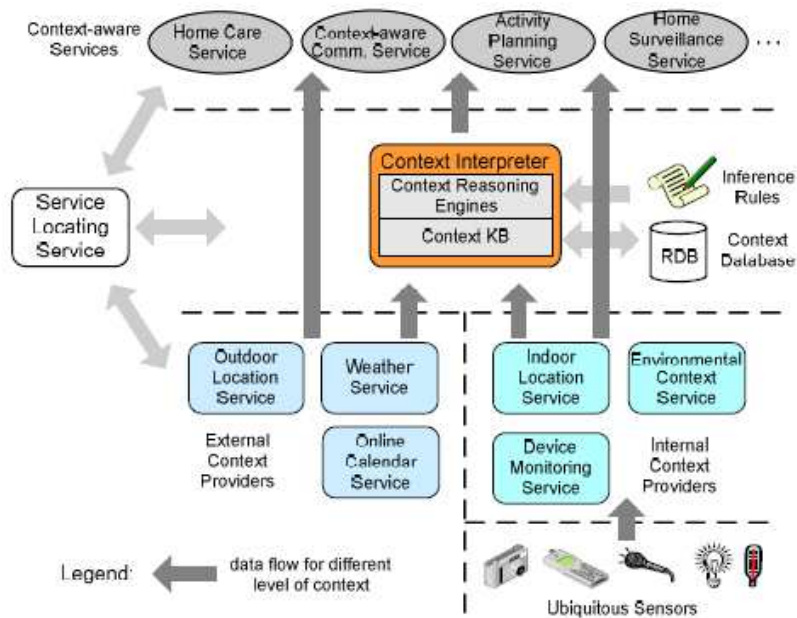 Context-aware
Services
Home Care
Service
Context-aware
Comm. Service
Activity
Planning
Service
Home
Surveillance
Service
...
Service
Locating
Service
Context Interpreter
Context Reasoning
Engines
Context KB
Inference
Rules
RDB
Context
Database
Outdoor
Location
Service
Weather
Service
Indoor
Location
Service
Environmental
Context
Service
External
Context
Providers
Online
Calendar
Service
Device
Monitoring
Service
Internal
Context
Providers
Legend:
data flow for different
level of context
Ubiquitous Sensors